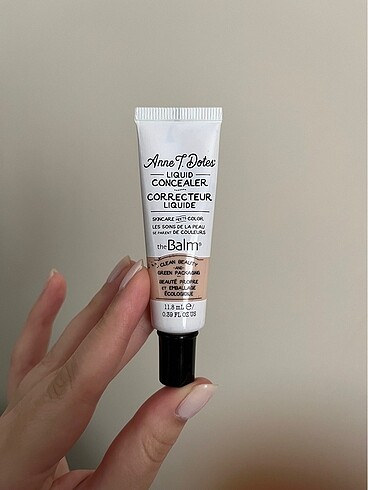 Anne T. Dotes®
LIQUID
CONCEALER
CORRECTEUR
LIQUIDE
SKINCARE MEETS COLOR.
LES SOINS DE LA PEAU
SE PARENT DE COULEURS
theBalm®
CLEAN BEAUTY
-AND-
GREEN PACKAGING
BEAUTÉ PROPRE
ET EMBALLAGE
ÉCOLOGIQUE
11.8 mL ℮/
0.39 FL OZ US